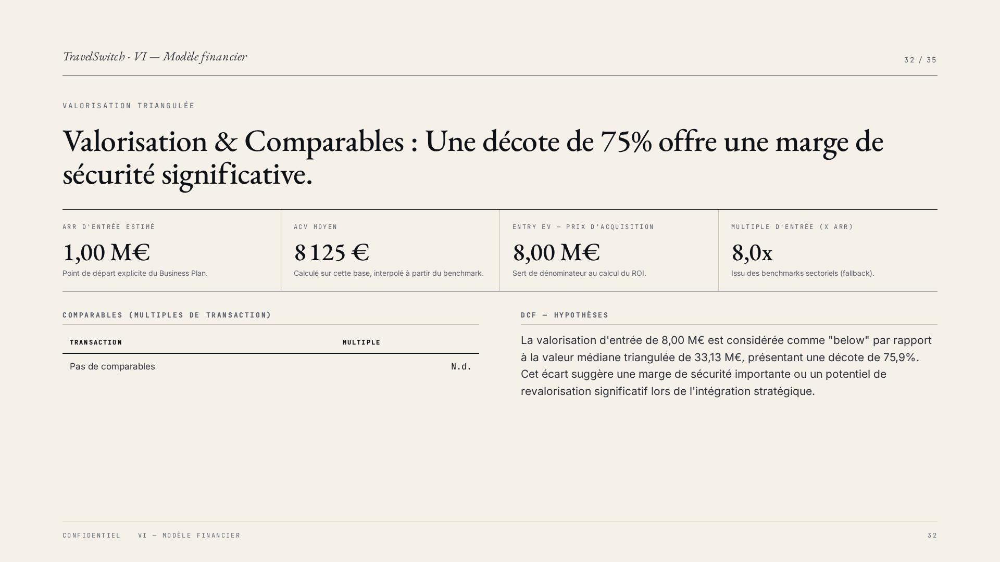 TravelSwitch · VI — Modèle financier
32 / 35
VALORISATION TRIANGULÉE
Valorisation & Comparables : Une décote de 75% offre une marge de
sécurité significative.
ARR D'ENTRÉE ESTIMÉ
1,00 M€
Point de départ explicite du Business Plan.
ACV MOYEN
8 125 €
Calculé sur cette base, interpolé à partir du benchmark.
ENTRY EV — PRIX D'ACQUISITION
8,00 M€
Sert de dénominateur au calcul du ROI.
MULTIPLE D'ENTRÉE (X ARR)
8,0x
Issu des benchmarks sectoriels (fallback).
COMPARABLES (MULTIPLES DE TRANSACTION)
TRANSACTION MULTIPLE
Pas de comparables N.d.
DCF — HYPOTHÈSES
La valorisation d'entrée de 8,00 M€ est considérée comme "below" par rapport
à la valeur médiane triangulée de 33,13 M€, présentant une décote de 75,9%.
Cet écart suggère une marge de sécurité importante ou un potentiel de
revalorisation significatif lors de l'intégration stratégique.
CONFIDENTIEL VI — MODÈLE FINANCIER
32